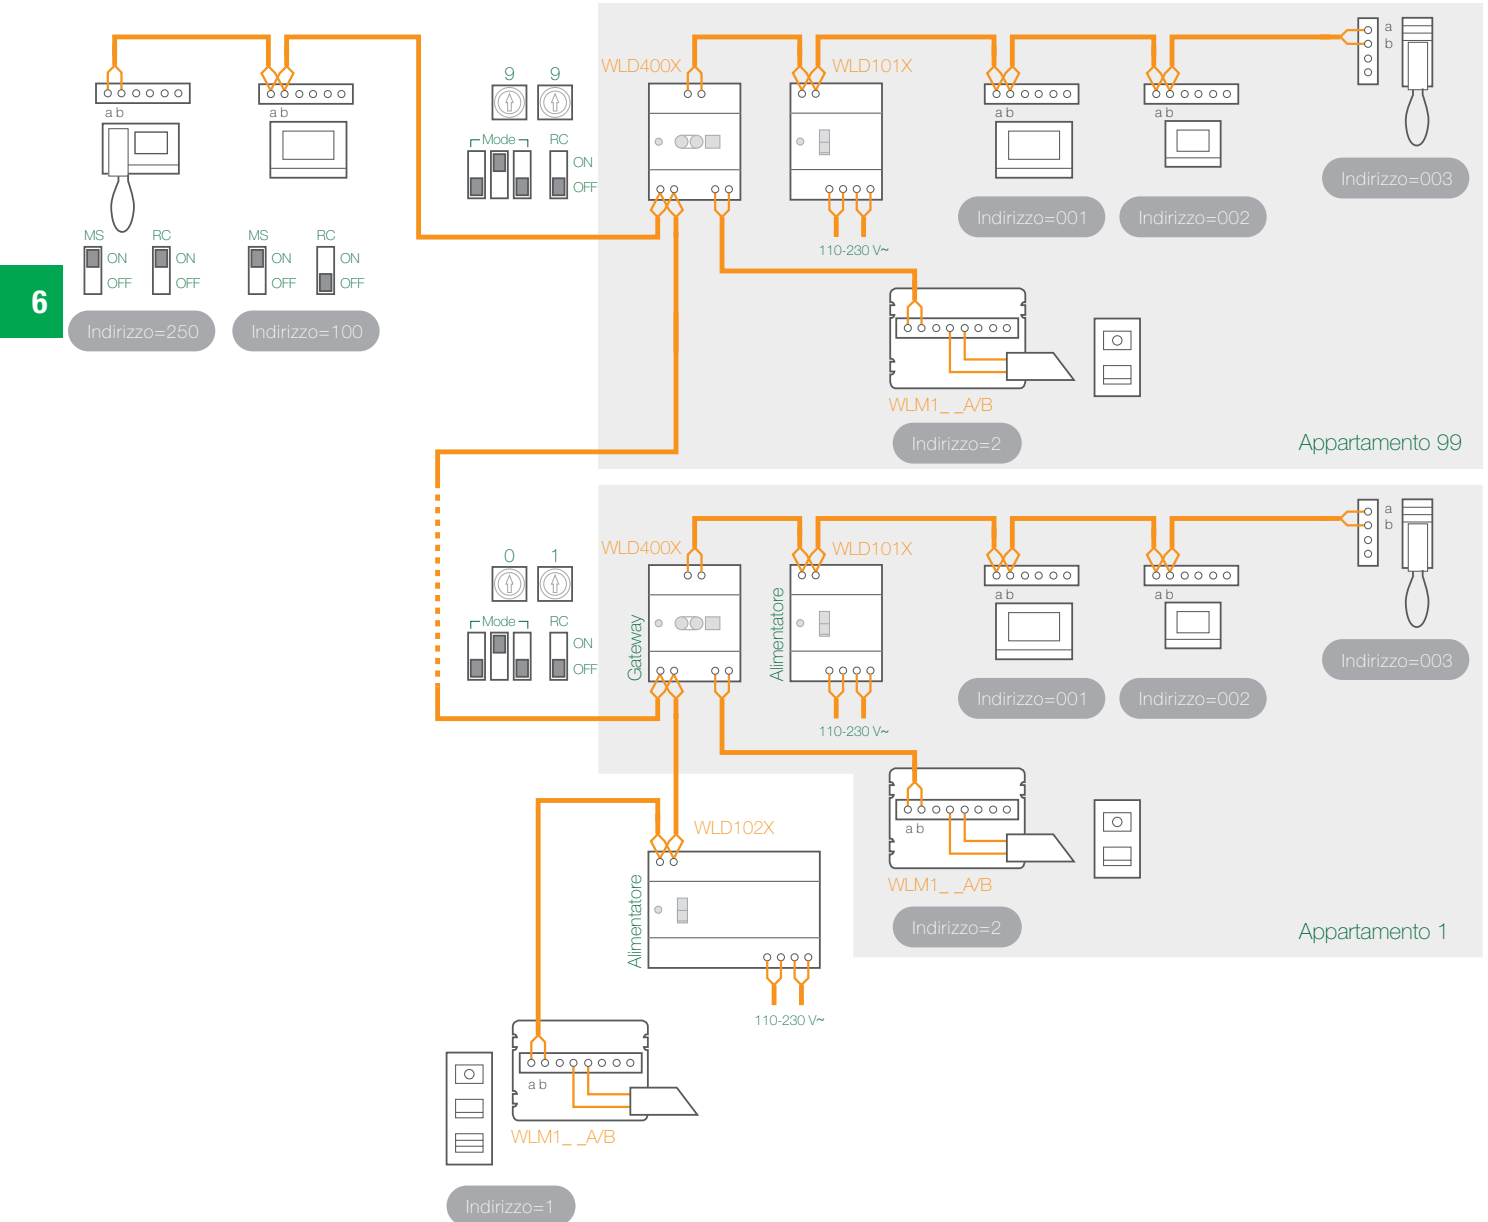 WLD400X
WLD101X
a
b
9 9
Mode
RC
ON
OFF
a b
a b
a b
a b
Indirizzo=003
Indirizzo=001
Indirizzo=002
110-230 V~
MS
RC
MS
RC
ON
ON
ON
ON
OFF
OFF
OFF
OFF
6
Indirizzo=250
Indirizzo=100
WLM1_ _A/B
Indirizzo=2
Appartamento 99
WLD400X
WLD101X
a
b
0 1
Mode
RC
ON
OFF
Gateway
Alimentatore
a b
a b
Indirizzo=003
Indirizzo=001
Indirizzo=002
110-230 V~
WLD102X
a b
Alimentatore
WLM1_ _A/B
Indirizzo=2
Appartamento 1
110-230 V~
a b
WLM1_ _A/B
Indirizzo=1